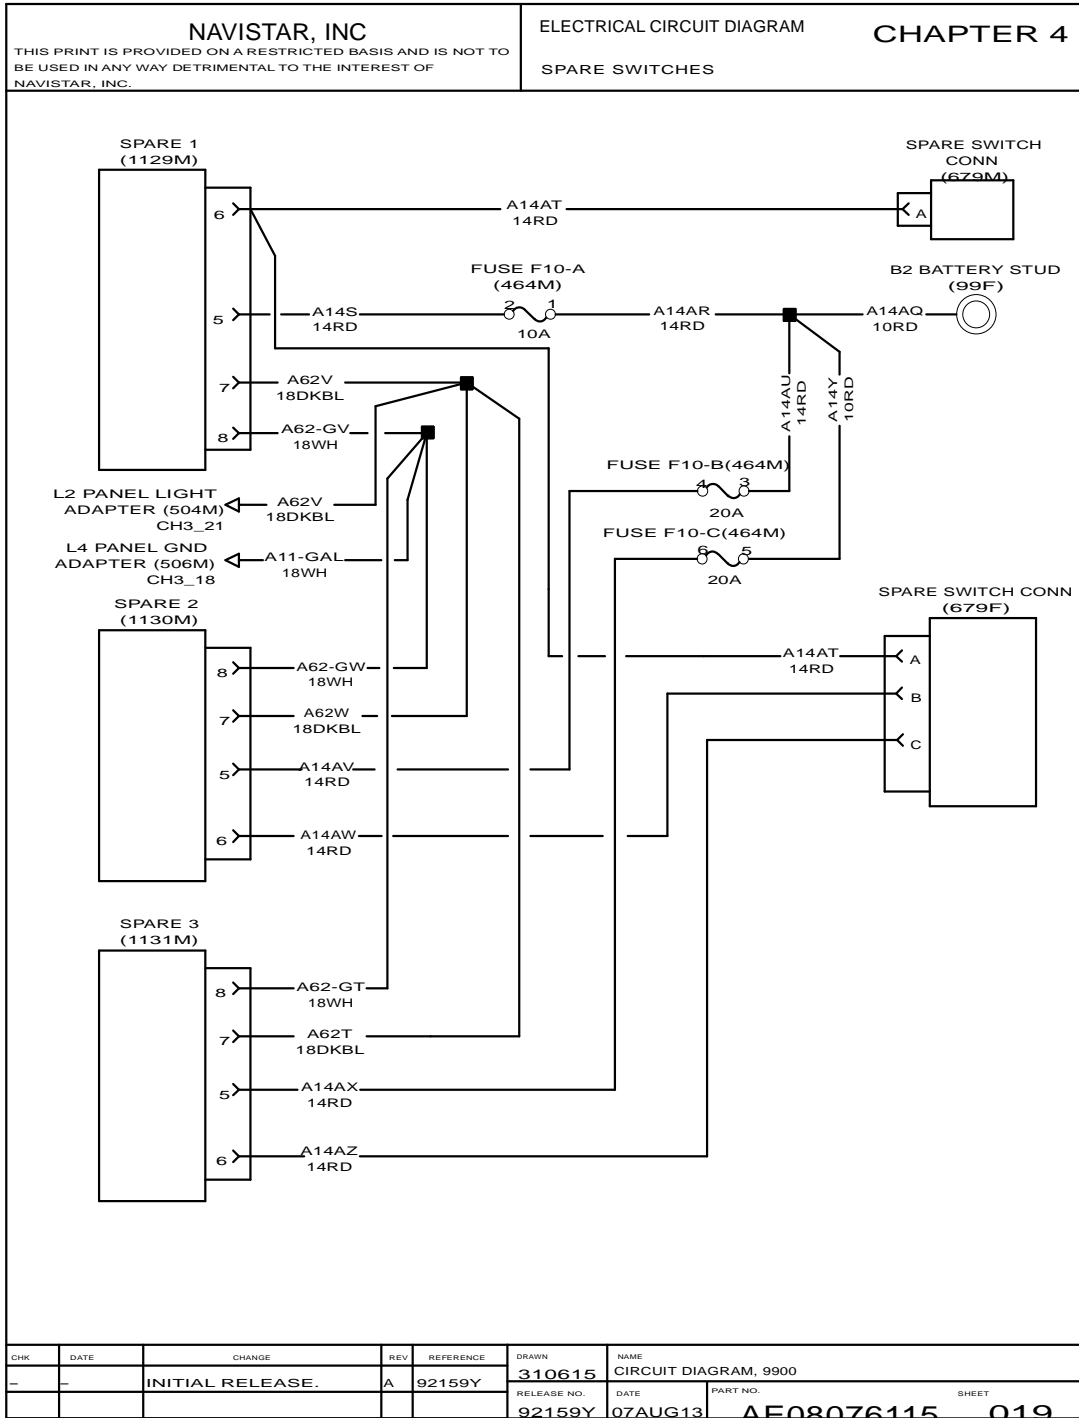 NAVISTAR, INC
THIS PRINT IS PROVIDED ON A RESTRICTED BASIS AND IS NOT TO
BE USED IN ANY WAY DETRIMENTAL TO THE INTEREST OF
NAVISTAR, INC.
ELECTRICAL CIRCUIT DIAGRAM
SPARE SWITCHES
CHAPTER 4
SPARE 1
(1129M)
SPARE SWITCH
CONN
(679M)
6
A14AT
14RD
A
FUSE F10-A
(464M)
B2 BATTERY STUD
(99F)
5
A14S
14RD
2
1
10A
A14AR
14RD
A14AQ
10RD
7
A62V
18DKBL
A14AU
14RD
A14Y
10RD
8
A62-GV
18WH
FUSE F10-B(464M)
4
3
20A
L2 PANEL LIGHT
ADAPTER (504M)
CH3_21
A62V
18DKBL
FUSE F10-C(464M)
6
5
20A
L4 PANEL GND
ADAPTER (506M)
CH3_18
A11-GAL
18WH
SPARE 2
(1130M)
SPARE SWITCH CONN
(679F)
8
A62-GW
18WH
A14AT
14RD
A
7
A62W
18DKBL
B
5
A14AV
14RD
C
6
A14AW
14RD
SPARE 3
(1131M)
8
A62-GT
18WH
7
A62T
18DKBL
5
A14AX
14RD
6
A14AZ
14RD
CHK
DATE
CHANGE
REV
REFERENCE
DRAWN
NAME
– – INITIAL RELEASE. A 92159Y
310615
CIRCUIT DIAGRAM, 9900
RELEASE NO.
DATE
PART NO.
SHEET
92159Y
07AUG13
AE08076115
019